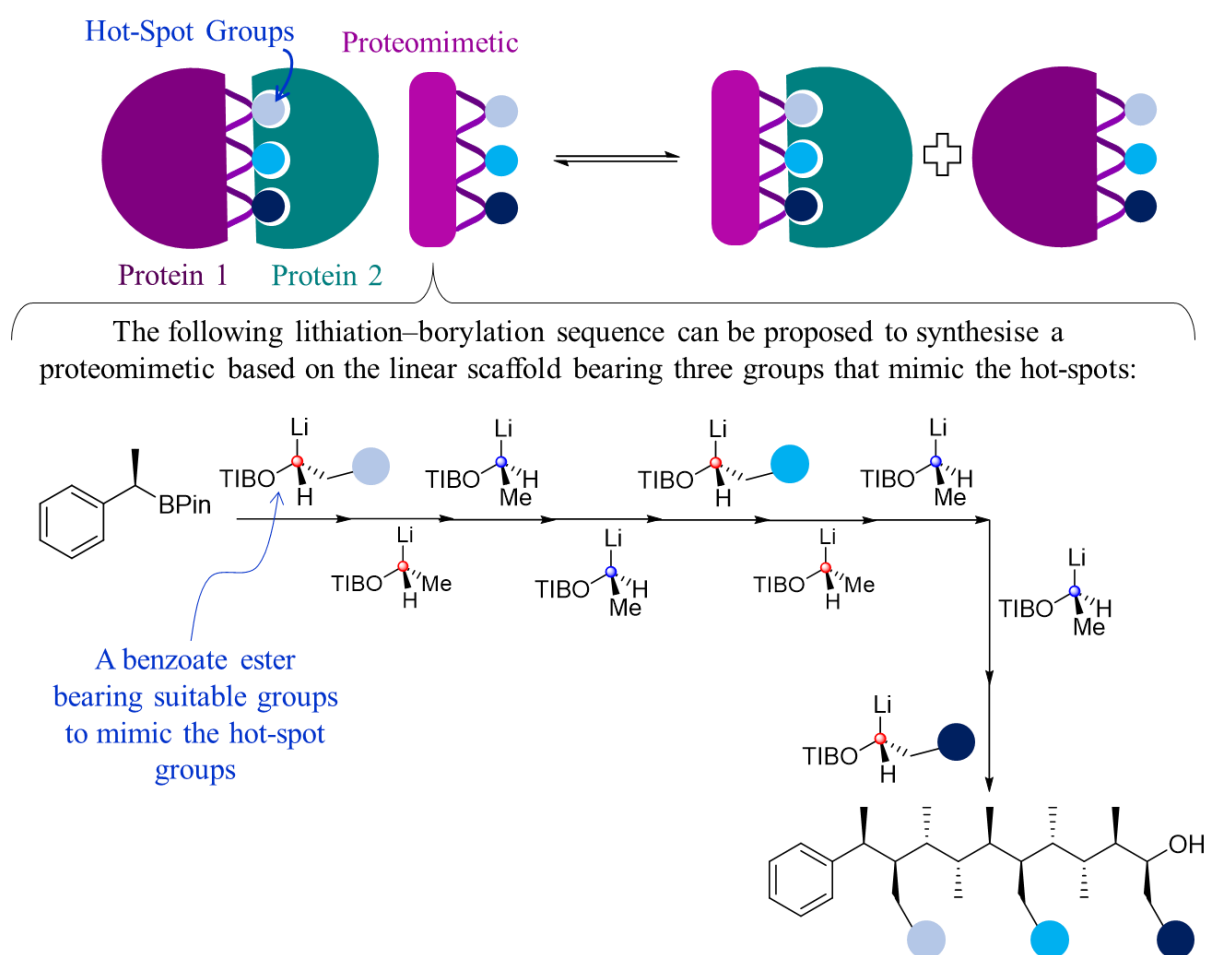 Hot-Spot Groups
Proteomimetic
Protein 1
Protein 2
The following lithiation–borylation sequence can be proposed to synthesise a
proteomimetic based on the linear scaffold bearing three groups that mimic the hot-spots:
BPin
Li
TIBO
H
Li
TIBO
H
Me
Li
TIBO
H
Li
TIBO
H
Me
Li
TIBO
Me
H
Li
TIBO
H
Me
Li
TIBO
Me
H
Li
TIBO
H
Me
A benzoate ester
bearing suitable groups
to mimic the hot-spot
groups
Li
TIBO
H
OH